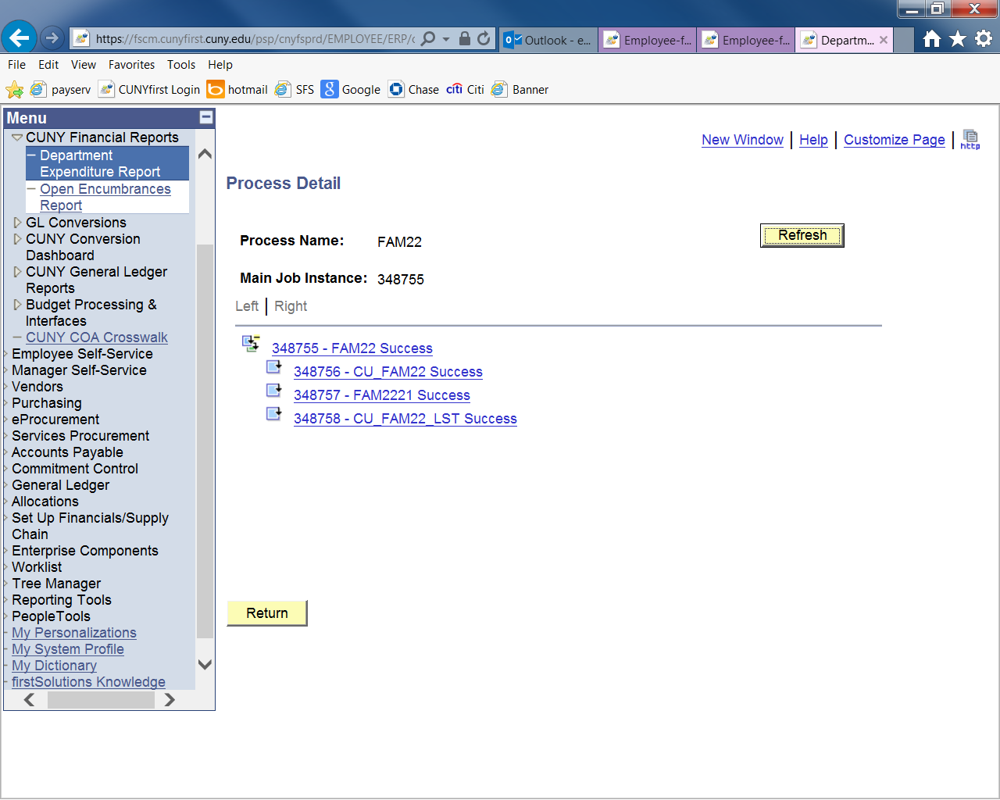 https://fscm.cunyfirst.cuny.edu/psp/cnyfsprd/EMPLOYEE/ERP/
Outlook - e...
Employee-f...
Employee-f...
Departm...
File Edit View Favorites Tools Help
payserv CUNYfirst Login hotmail SFS Google Chase citi Citi Banner
Menu
CUNY Financial Reports
Department
Expenditure Report
Open Encumbrances
Report
GL Conversions
CUNY Conversion
Dashboard
CUNY General Ledger
Reports
Budget Processing &
Interfaces
CUNY COA Crosswalk
Employee Self-Service
Manager Self-Service
Vendors
Purchasing
eProcurement
Services Procurement
Accounts Payable
Commitment Control
General Ledger
Allocations
Set Up Financials/Supply
Chain
Enterprise Components
Worklist
Tree Manager
Reporting Tools
PeopleTools
My Personalizations
My System Profile
My Dictionary
firstSolutions Knowledge
New Window | Help | Customize Page | http
Process Detail
Process Name: FAM22
Refresh
Main Job Instance: 348755
Left | Right
348755 - FAM22 Success
348756 - CU_FAM22 Success
348757 - FAM2221 Success
348758 - CU_FAM22_LST Success
Return